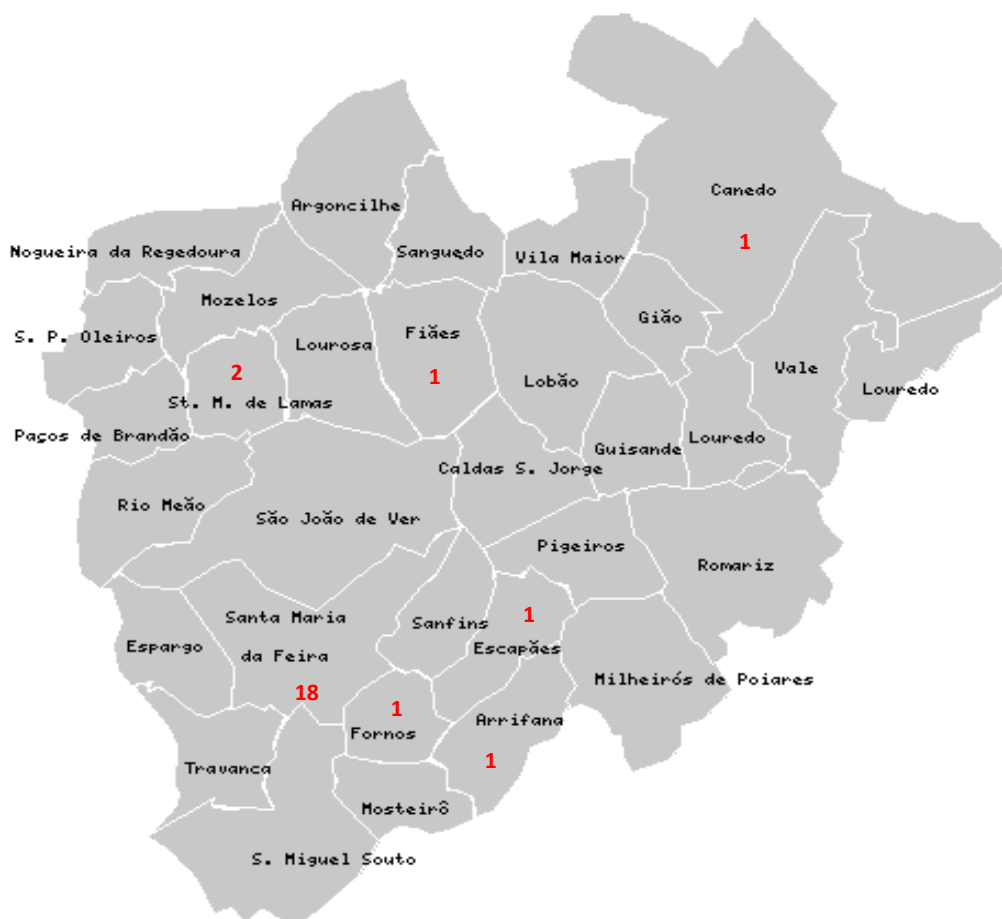 Canedo
Argoncilhe
1
Nogueira da Regedoura
Sanguedo
Vila Maior
Mozelos
Gião
S. P. Oleiros
Lourosa
Fiães
2
1
Lobão
Vale
Louredo
St. M. de Lamas
Paços de Brandão
Guisande
Louredo
Caldas S. Jorge
Rio Meão
São João de Ver
Pigeiros
Romariz
Santa Maria
da Feira
18
Sanfins
1
Escapães
Espargo
Milheirós de Poiares
1
Fornos
Arrifana
1
Travanca
Mosteirô
S. Miguel Souto